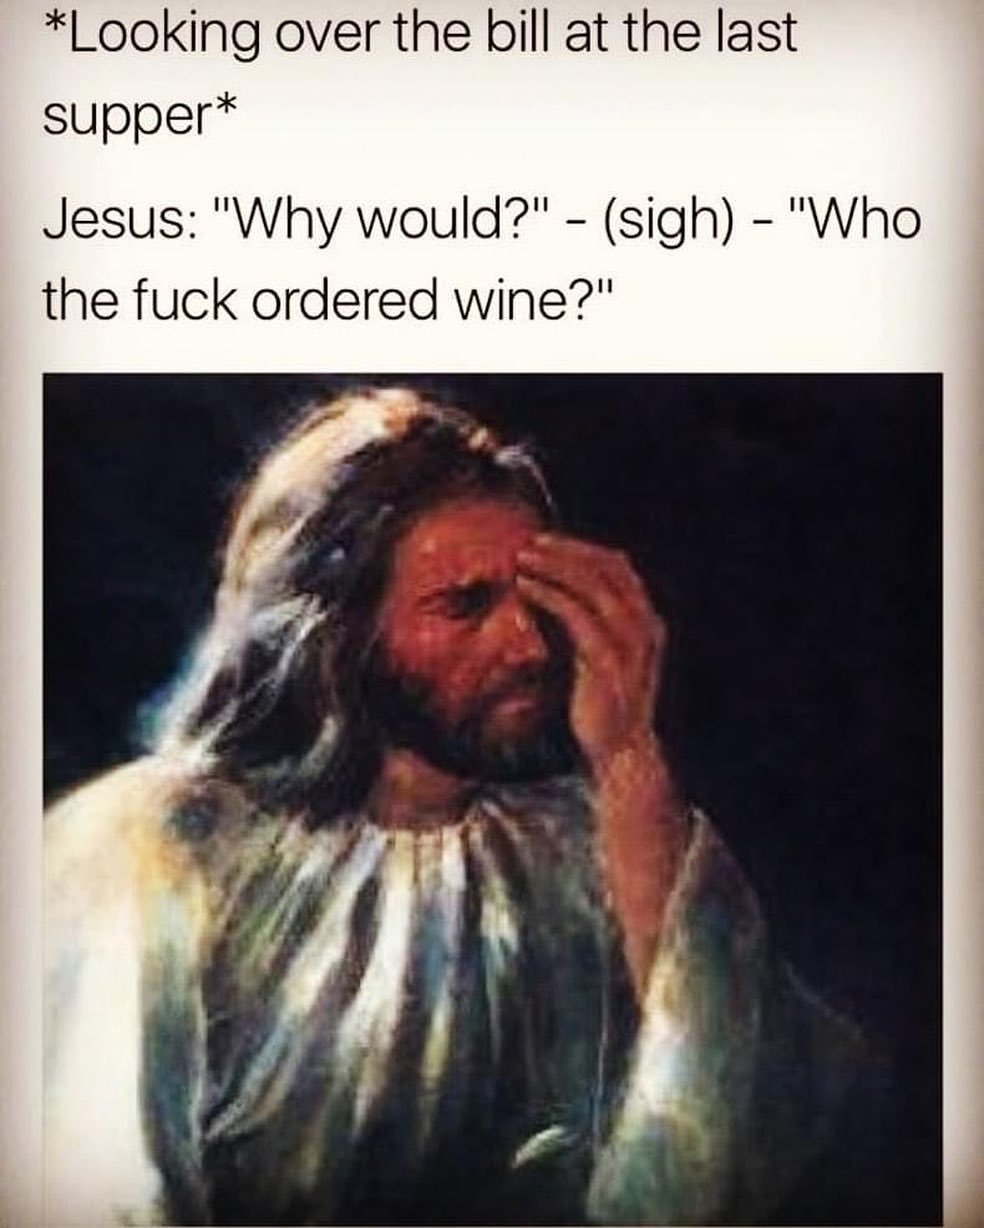 *Looking over the bill at the last
supper*
Jesus: "Why would?" – (sigh) – "Who
the fuck ordered wine?"